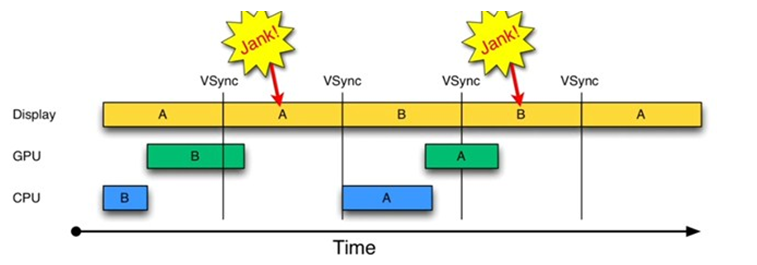 Jank! Jank!
VSync VSync VSync VSync
Display A A B B A
GPU B A
CPU B A
Time